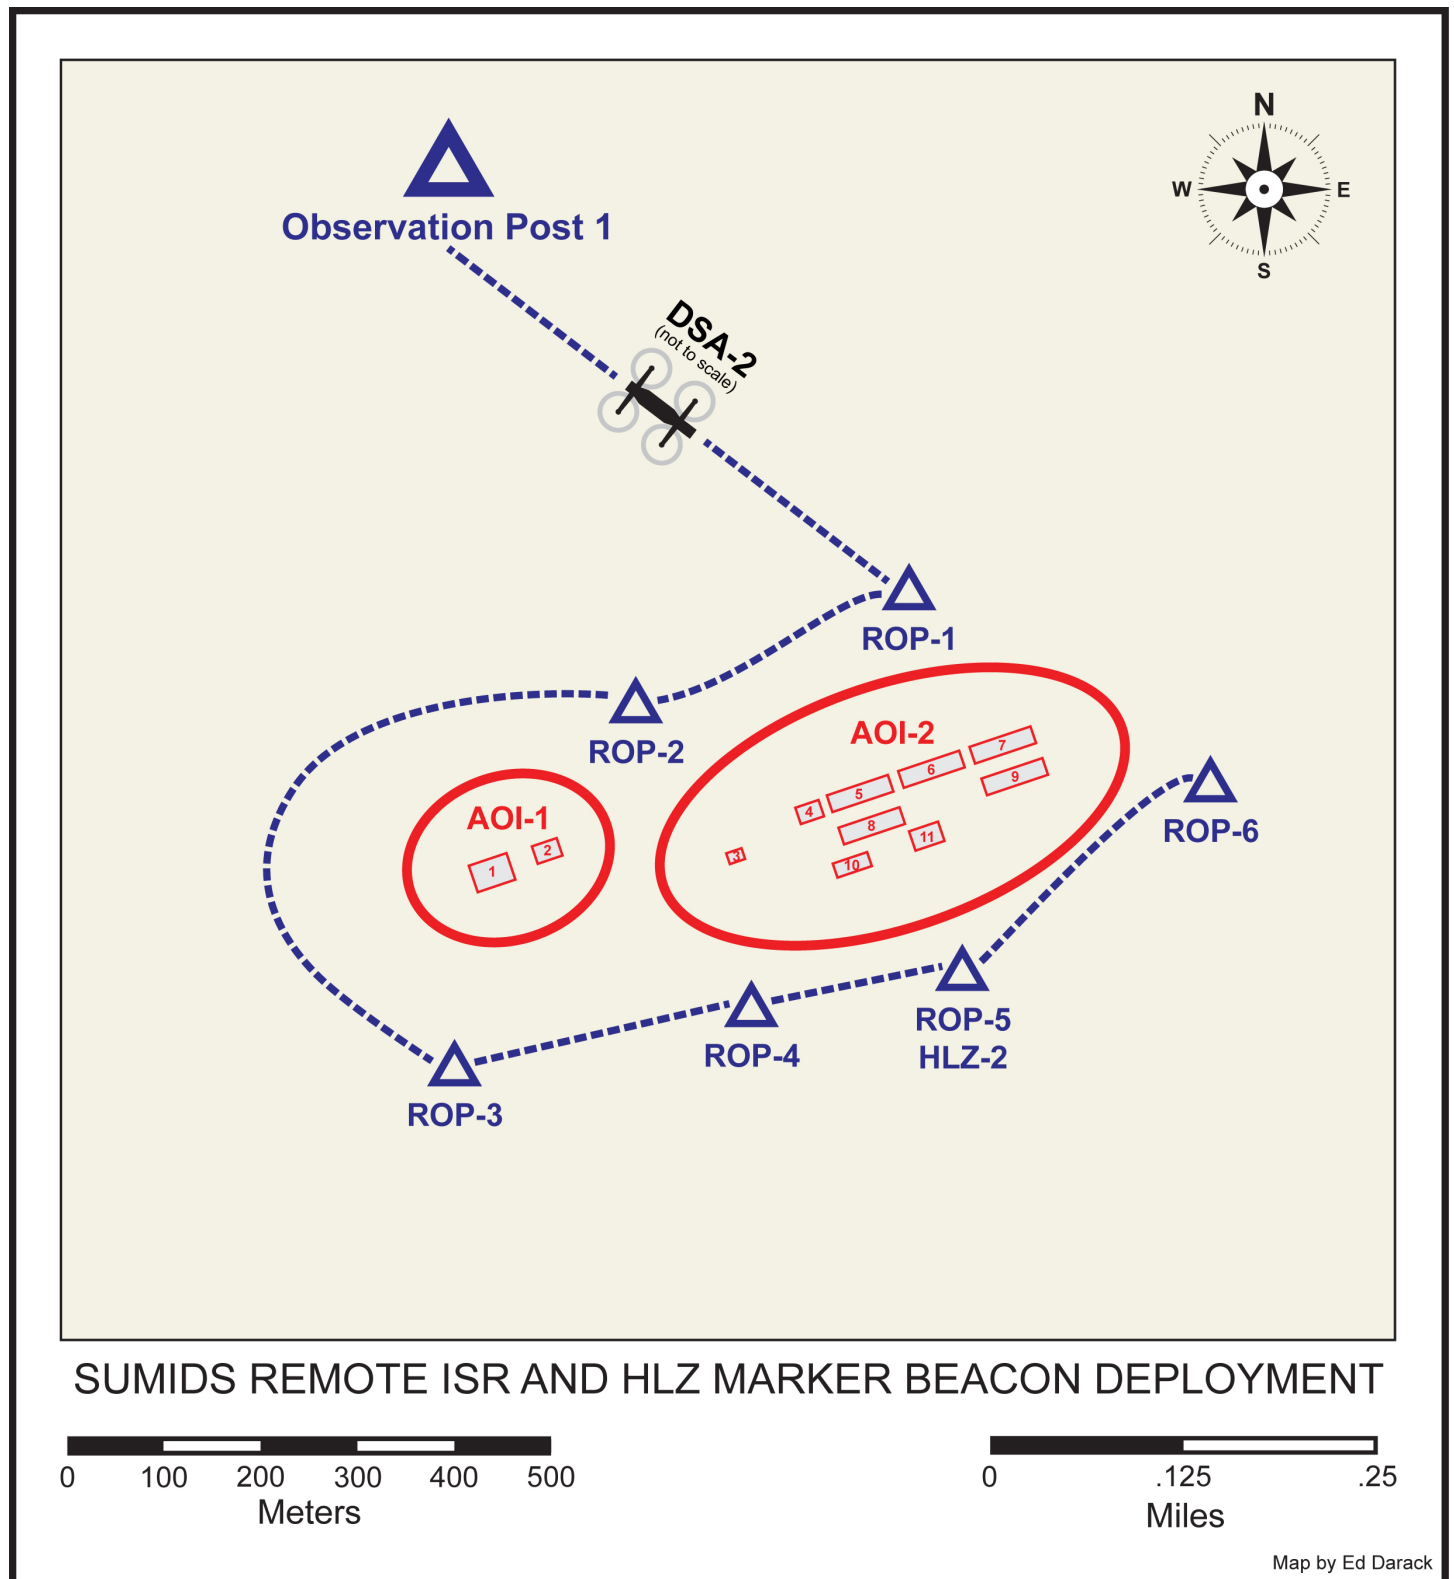 N
W
E
S
Observation Post 1
DSA-2
(not to scale)
ROP-1
ROP-2
AOI-2
7
6
9
5
4
8
11
3
10
AOI-1
2
1
ROP-6
ROP-5
HLZ-2
ROP-4
ROP-3
SUMIDS REMOTE ISR AND HLZ MARKER BEACON DEPLOYMENT
0 100 200 300 400 500
Meters
0 .125 .25
Miles
Map by Ed Darack